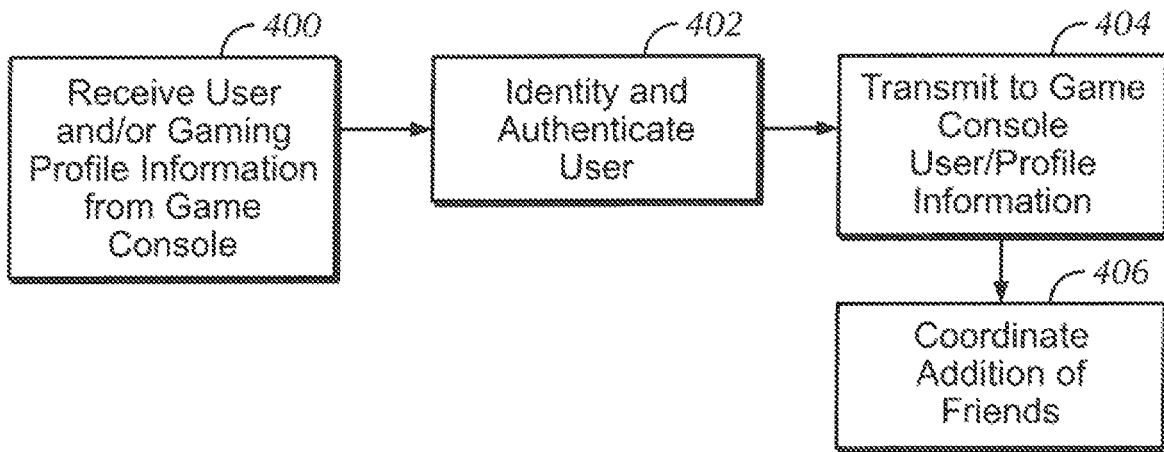 400
Receive User
and/or Gaming
Profile Information
from Game
Console
402
Identity and
Authenticate
User
404
Transmit to Game
Console
User/Profile
Information
406
Coordinate
Addition of
Friends